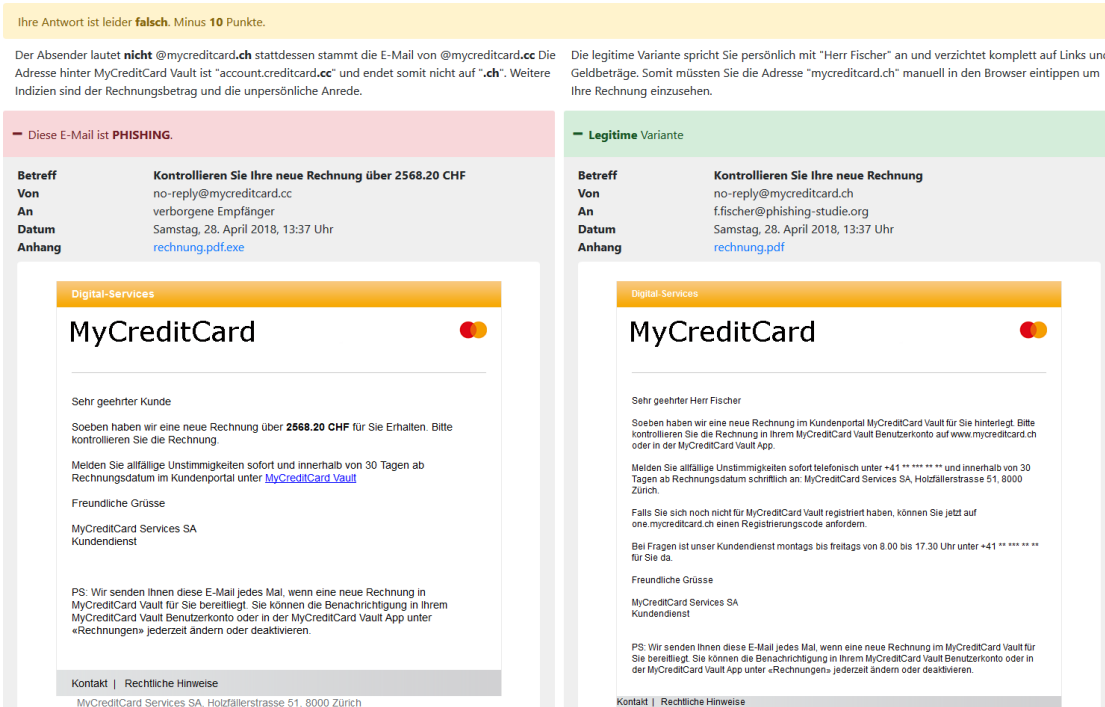 Ihre Antwort ist leider falsch. Minus 10 Punkte.
Der Absender lautet nicht @mycreditcard.ch stattdessen stammt die E-Mail von @mycreditcard.cc Die
Adresse hinter MyCreditCard Vault ist "account.creditcard.cc" und endet somit nicht auf ".ch". Weitere
Indizien sind der Rechnungsbetrag und die unpersönliche Anrede.
Die legitime Variante spricht Sie persönlich mit "Herr Fischer" an und verzichtet komplett auf Links und
Geldbeträge. Somit müssten Sie die Adresse "mycreditcard.ch" manuell in den Browser eintippen um
Ihre Rechnung einzusehen.
Diese E-Mail ist PHISHING.
Betreff Kontrollieren Sie Ihre neue Rechnung über 2568.20 CHF
Von no-reply@mycreditcard.cc
An verborgene Empfänger
Datum Samstag, 28. April 2018, 13:37 Uhr
Anhang rechnung.pdf.exe
Digital-Services
MyCreditCard
Sehr geehrter Kunde
Soeben haben wir eine neue Rechnung über 2568.20 CHF für Sie Erhalten. Bitte
kontrollieren Sie die Rechnung.
Melden Sie allfällige Unstimmigkeiten sofort und innerhalb von 30 Tagen ab
Rechnungsdatum im Kundenportal unter MyCreditCard Vault
Freundliche Grüsse
MyCreditCard Services SA
Kundendienst
PS: Wir senden Ihnen diese E-Mail jedes Mal, wenn eine neue Rechnung in
MyCreditCard Vault für Sie bereitliegt. Sie können die Benachrichtigung in Ihrem
MyCreditCard Vault Benutzerkonto oder in der MyCreditCard Vault App unter
«Rechnungen» jederzeit ändern oder deaktivieren.
Kontakt | Rechtliche Hinweise
MyCreditCard Services SA, Holzfällerstrasse 51, 8000 Zürich
Legitime Variante
Betreff Kontrollieren Sie Ihre neue Rechnung
Von no-reply@mycreditcard.ch
An f.fischer@phishing-studie.org
Datum Samstag, 28. April 2018, 13:37 Uhr
Anhang rechnung.pdf
Digital-Services
MyCreditCard
Sehr geehrter Herr Fischer
Soeben haben wir eine neue Rechnung im Kundenportal MyCreditCard Vault für Sie hinterlegt. Bitte
kontrollieren Sie die Rechnung in Ihrem MyCreditCard Vault Benutzerkonto auf www.mycreditcard.ch
oder in der MyCreditCard Vault App.
Melden Sie allfällige Unstimmigkeiten sofort telefonisch unter +41 ** *** ** ** und innerhalb von 30
Tagen ab Rechnungsdatum schriftlich an: MyCreditCard Services SA, Holzfällerstrasse 51, 8000
Zürich.
Falls Sie sich noch nicht für MyCreditCard Vault registriert haben, können Sie jetzt auf
one.mycreditcard.ch einen Registrierungscode anfordern.
Bei Fragen ist unser Kundendienst montags bis freitags von 8.00 bis 17.30 Uhr unter +41 ** *** ** **
für Sie da.
Freundliche Grüsse
MyCreditCard Services SA
Kundendienst
PS: Wir senden Ihnen diese E-Mail jedes Mal, wenn eine neue Rechnung im MyCreditCard Vault für
Sie bereitliegt. Sie können die Benachrichtigung in Ihrem MyCreditCard Vault Benutzerkonto oder in
der MyCreditCard Vault App unter «Rechnungen» jederzeit ändern oder deaktivieren.
Kontakt | Rechtliche Hinweise